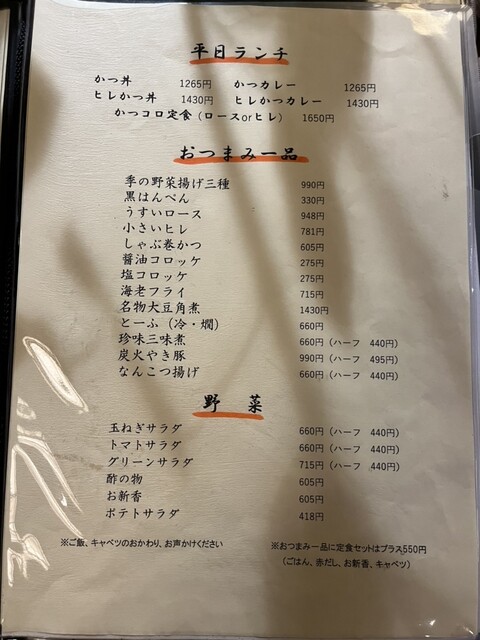 平日ランチ
かつ丼 1265円 かつカレー 1265円
ヒレかつ丼 1430円 ヒレかつカレー 1430円
かつコロ定食（ロースorヒレ） 1650円
おつまみ一品
季の野菜揚げ三種 990円
黒はんぺん 330円
うすいロース 948円
小さいヒレ 781円
しゃぶ巻かつ 605円
醤油コロッケ 275円
塩コロッケ 275円
海老フライ 715円
名物大豆角煮 1430円
とーふ（冷・燗） 660円
珍味三味煮 660円（ハーフ 440円）
炭火やき豚 990円（ハーフ 495円）
なんこつ揚げ 660円（ハーフ 440円）
野 菜
玉ねぎサラダ 660円（ハーフ 440円）
トマトサラダ 660円（ハーフ 440円）
グリーンサラダ 715円（ハーフ 440円）
酢の物 605円
お新香 605円
ポテトサラダ 418円
※ご飯、キャベツのおかわり、お声かけください
※おつまみ一品に定食セットはプラス550円
（ごはん、赤だし、お新香、キャベツ）